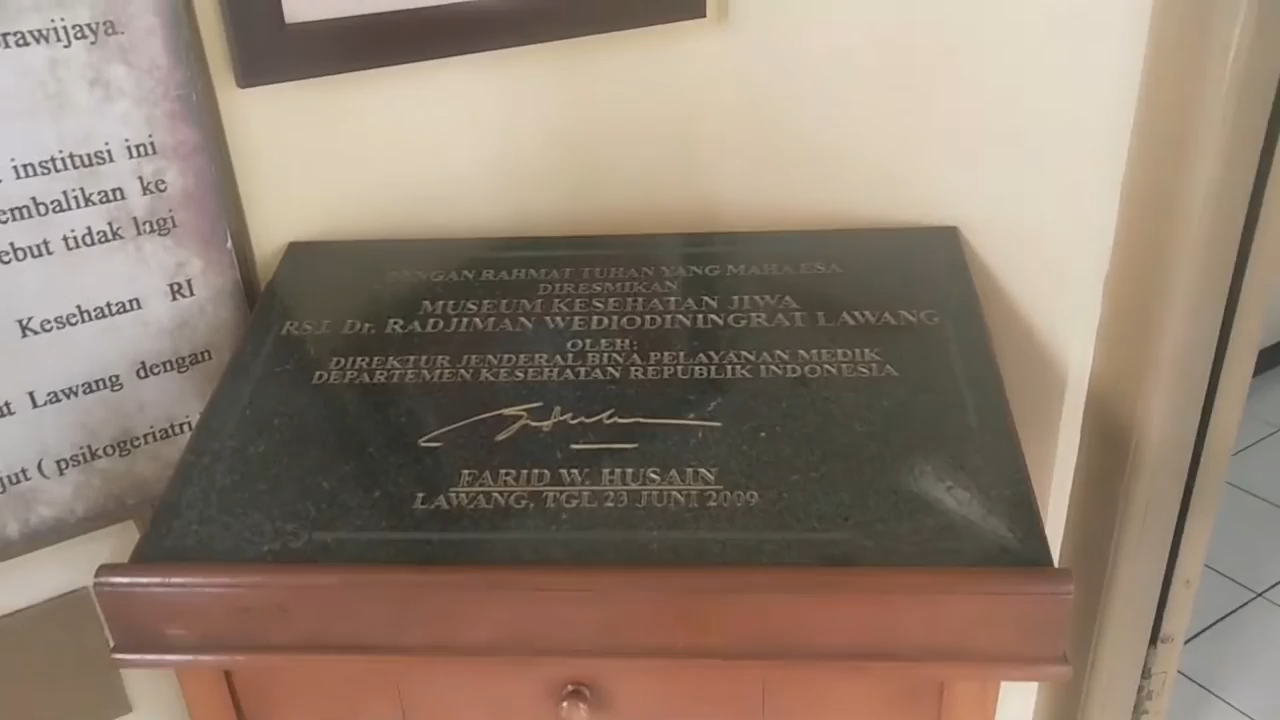 rawijaya.
institusi ini
embalikan ke
ebut tidak lagi
Kesehatan RI
at Lawang dengan
jut ( psikogeriatri
DENGAN RAHMAT TUHAN YANG MAHA ESA
DIRESMIKAN
MUSEUM KESEHATAN JIWA
RSJ. Dr. RADJIMAN WEDIODININGRAT LAWANG
OLEH:
DIREKTUR JENDERAL BINA PELAYANAN MEDIK
DEPARTEMEN KESEHATAN REPUBLIK INDONESIA
FARID W. HUSAIN
LAWANG, TGL 23 JUNI 2009